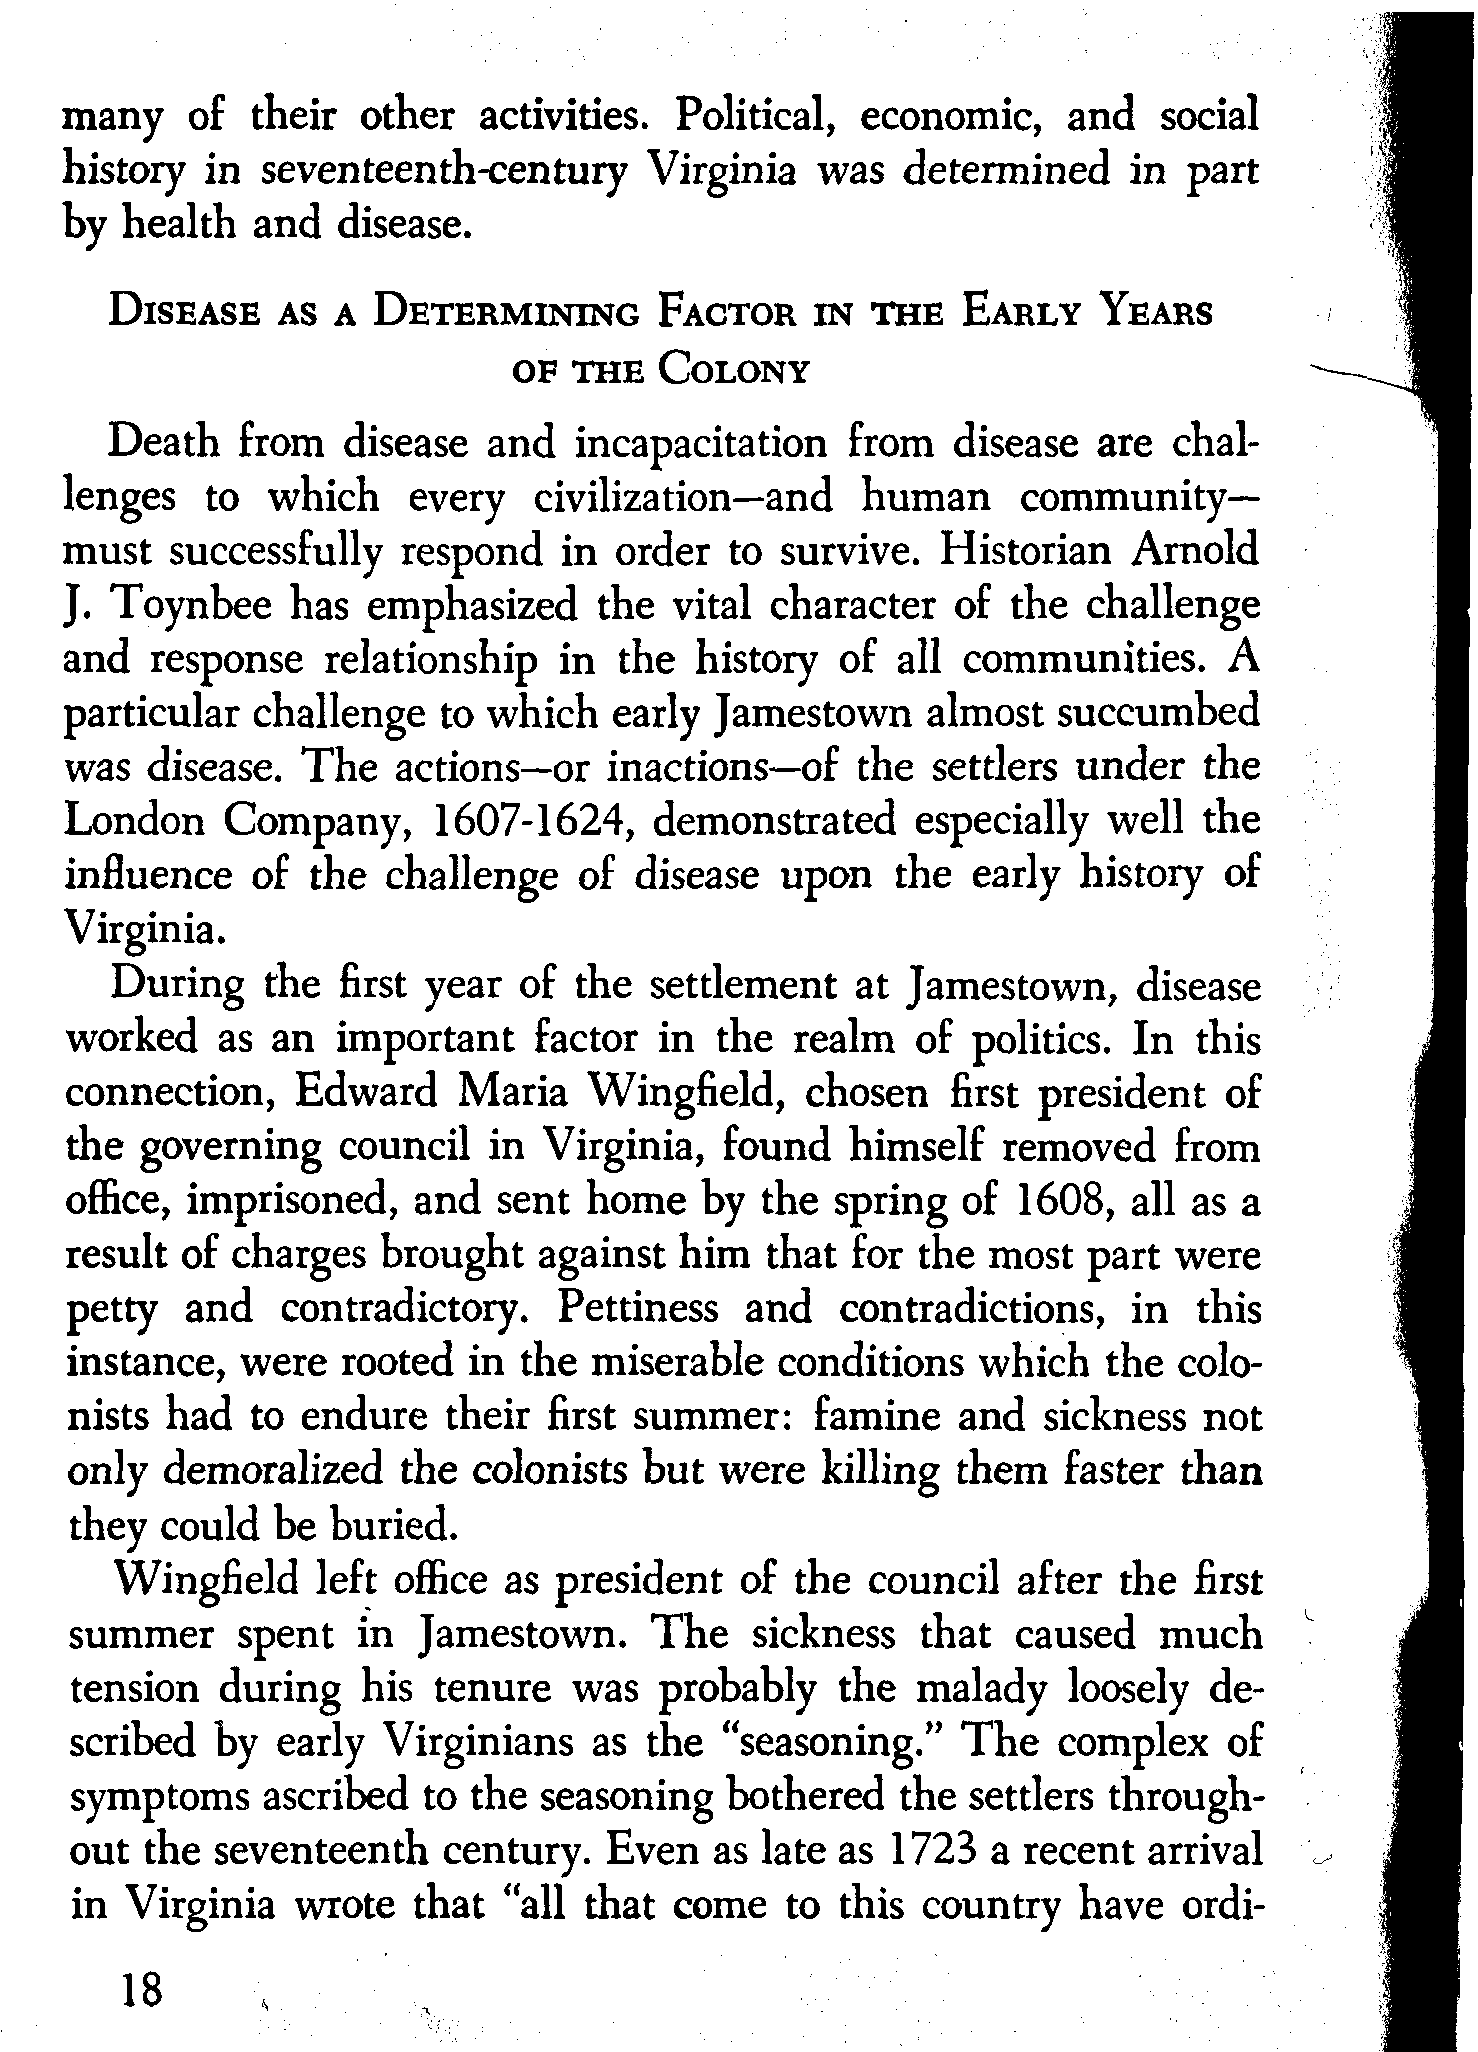 many of their other activities. Political, economic, and social
history in seventeenth-century Virginia was determined in part
by health and disease.
Disease as a Determining Factor in the Early Years
of the Colony
Death from disease and incapacitation from disease are chal-
lenges to which every civilization—and human community—
must successfully respond in order to survive. Historian Arnold
J. Toynbee has emphasized the vital character of the challenge
and response relationship in the history of all communities. A
particular challenge to which early Jamestown almost succumbed
was disease. The actions—or inactions—of the settlers under the
London Company, 1607-1624, demonstrated especially well the
influence of the challenge of disease upon the early history of
Virginia.
During the first year of the settlement at Jamestown, disease
worked as an important factor in the realm of politics. In this
connection, Edward Maria Wingfield, chosen first president of
the governing council in Virginia, found himself removed from
office, imprisoned, and sent home by the spring of 1608, all as a
result of charges brought against him that for the most part were
petty and contradictory. Pettiness and contradictions, in this
instance, were rooted in the miserable conditions which the colo-
nists had to endure their first summer: famine and sickness not
only demoralized the colonists but were killing them faster than
they could be buried.
Wingfield left office as president of the council after the first
summer spent in Jamestown. The sickness that caused much
tension during his tenure was probably the malady loosely de-
scribed by early Virginians as the "seasoning." The complex of
symptoms ascribed to the seasoning bothered the settlers through-
out the seventeenth century. Even as late as 1723 a recent arrival
in Virginia wrote that "all that come to this country have ordi-
18